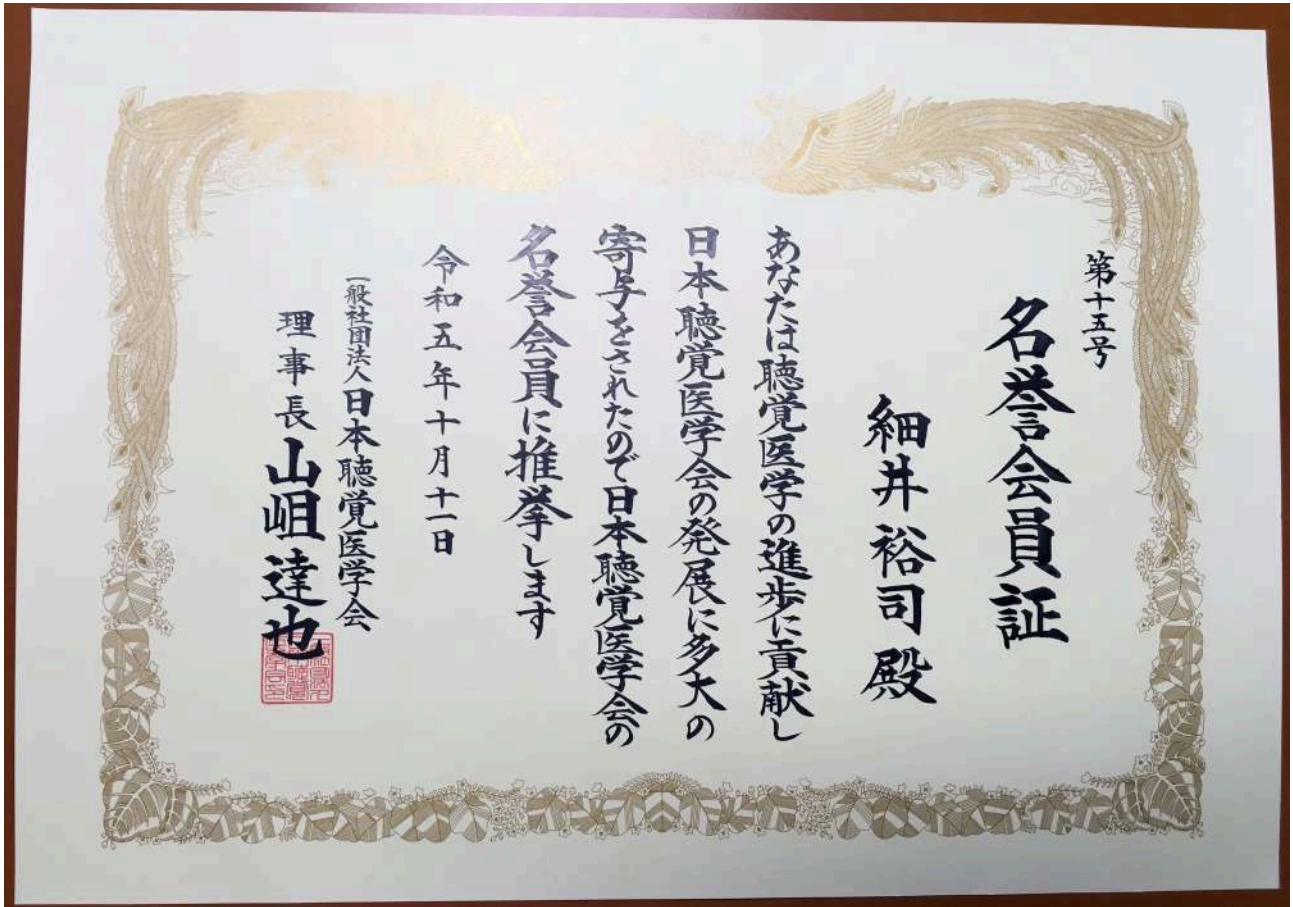 第十五号
名誉会員証
細井裕司殿
あなたは聴覚医学の進歩に貢献し
日本聴覚医学会の発展に多大の
寄与をされたので日本聴覚医学会の
名誉会員に推挙します
令和五年十月十一日
一般社団法人日本聴覚医学会
理事長山岨達也